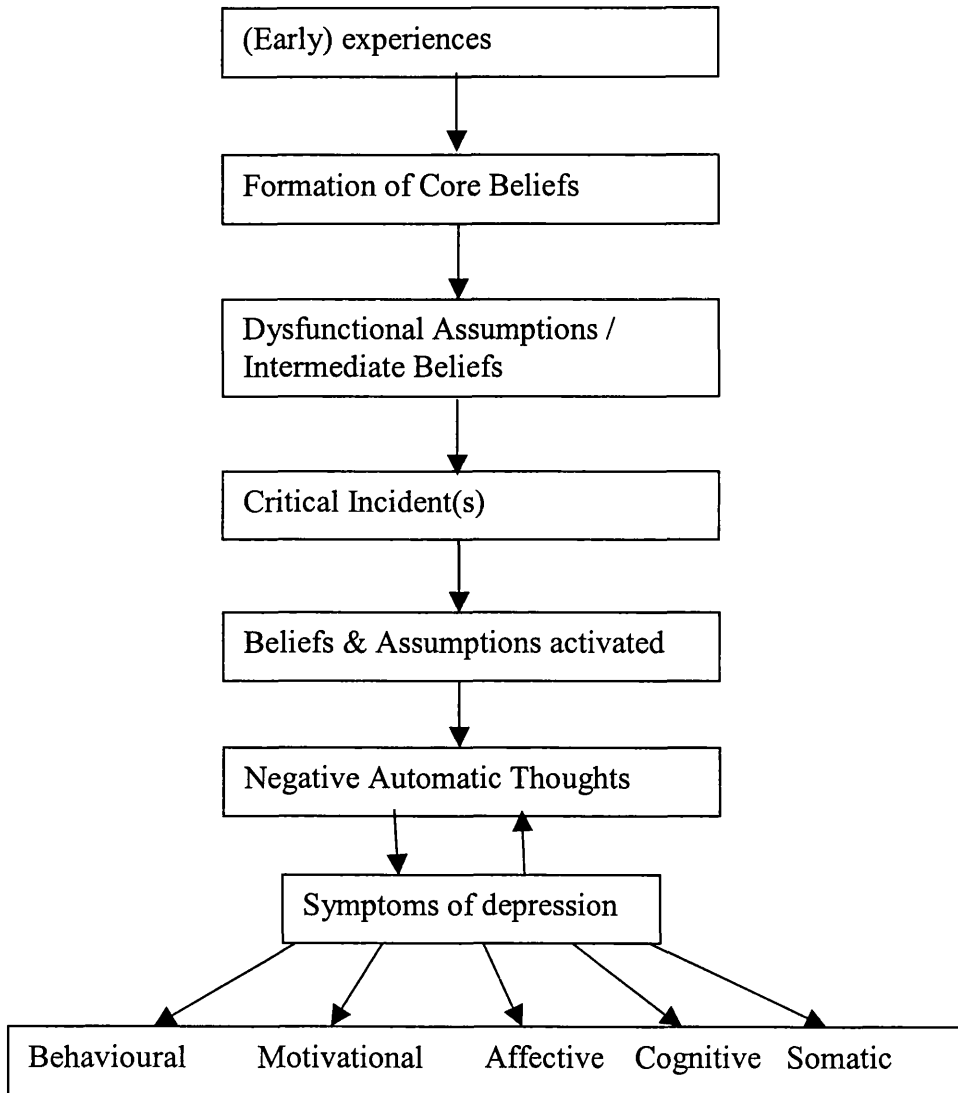 (Early) experiences
Formation of Core Beliefs
Dysfunctional Assumptions /
Intermediate Beliefs
Critical Incident(s)
Beliefs & Assumptions activated
Negative Automatic Thoughts
Symptoms of depression
Behavioural Motivational Affective Cognitive Somatic